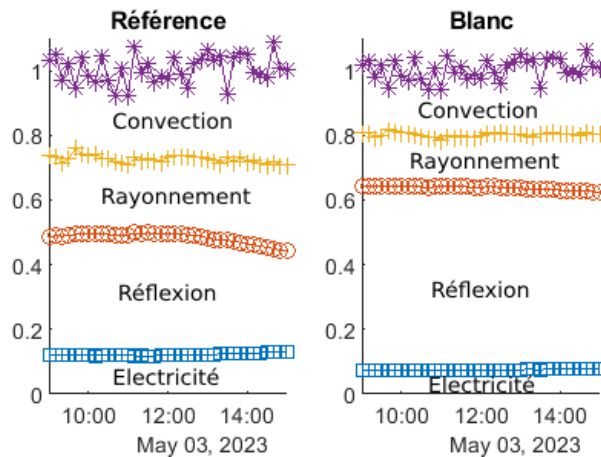 Référence
Blanc
1
0.8
0.6
0.4
0.2
0
Convection
Rayonnement
Réflexion
Electricité
10:00 12:00 14:00
May 03, 2023
1
0.8
0.6
0.4
0.2
0
Convection
Rayonnement
Réflexion
Electricité
10:00 12:00 14:00
May 03, 2023